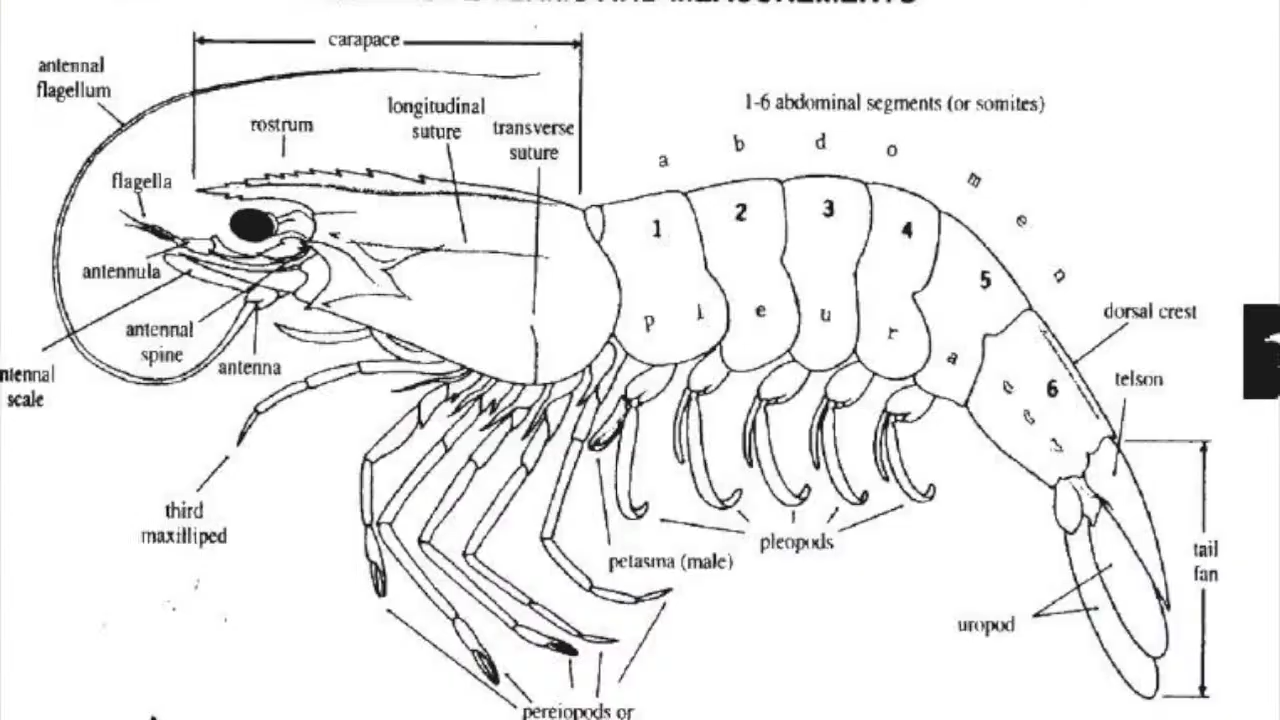 carapace
antennal
flagellum
rostrum
longitudinal
suture
transverse
suture
1-6 abdominal segments (or somites)
a b d o m e n
flagella
1 2 3 4 5 6
p l e u r a e
antennula
antennal
spine
antenna
scale
dorsal crest
telson
third
maxilliped
petasma (male)
pleopods
tail
fan
uropod
pereiopods or